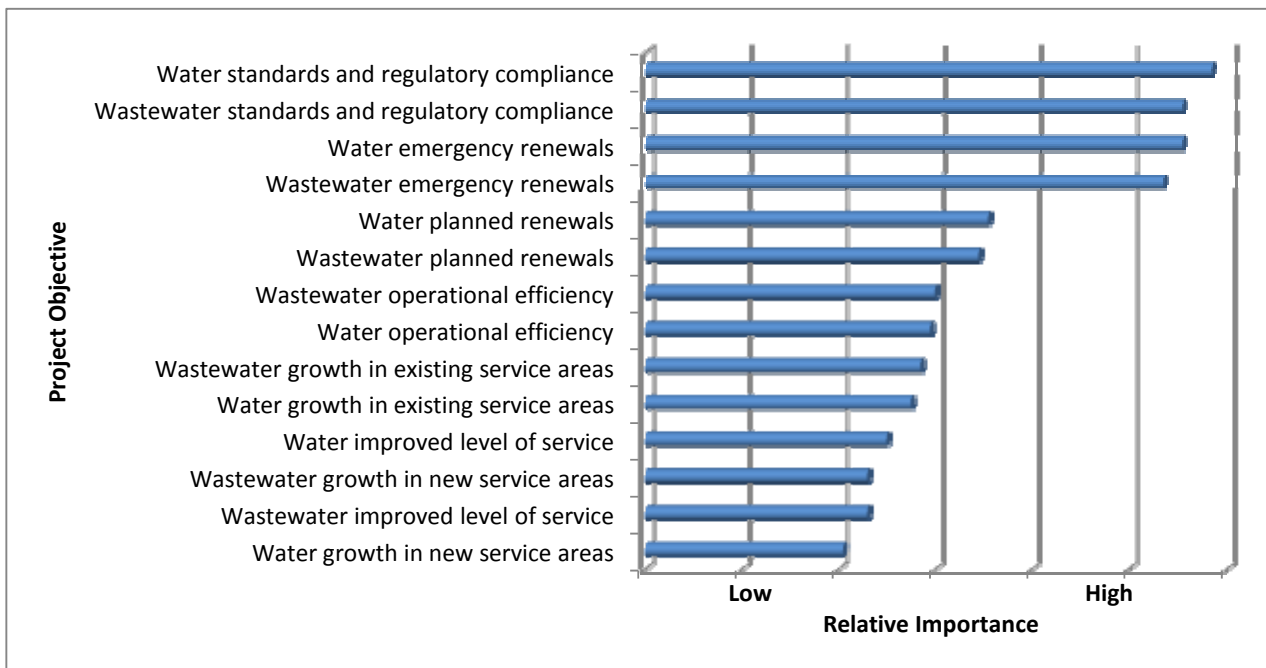 Water standards and regulatory compliance
Wastewater standards and regulatory compliance
Water emergency renewals
Wastewater emergency renewals
Water planned renewals
Wastewater planned renewals
Wastewater operational efficiency
Water operational efficiency
Wastewater growth in existing service areas
Water growth in existing service areas
Water improved level of service
Wastewater growth in new service areas
Wastewater improved level of service
Water growth in new service areas
Project Objective
Low High
Relative Importance